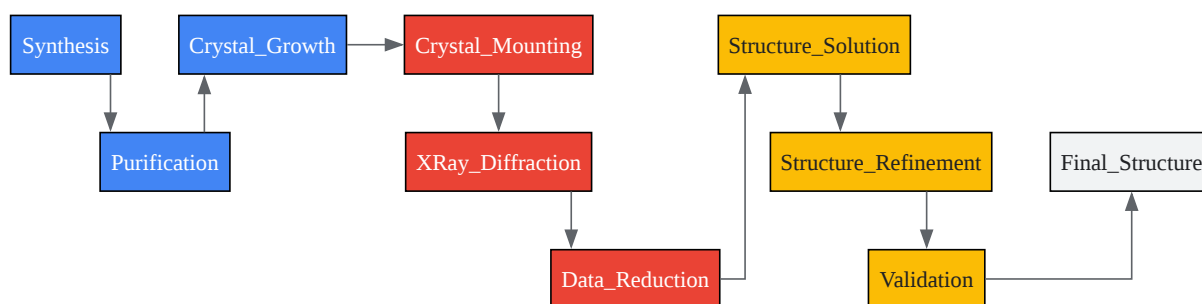 Synthesis
Purification
Crystal_Growth
Crystal_Mounting
XRay_Diffraction
Data_Reduction
Structure_Solution
Structure_Refinement
Validation
Final_Structure